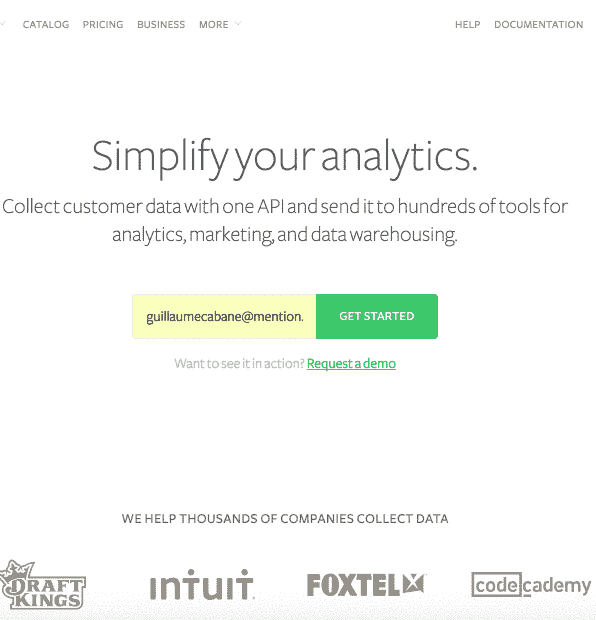 CATALOG PRICING BUSINESS MORE HELP DOCUMENTATION
Simplify your analytics.
Collect customer data with one API and send it to hundreds of tools for
analytics, marketing, and data warehousing.
guillaumecabane@mention. GET STARTED
Want to see it in action? Request a demo
WE HELP THOUSANDS OF COMPANIES COLLECT DATA
DRAFT KINGS intuit. FOXTEL codecademy